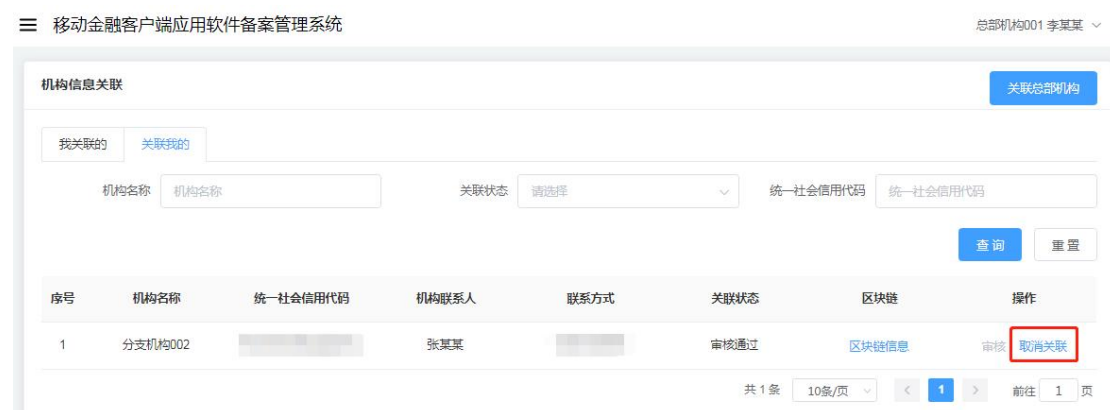 移动金融客户端应用软件备案管理系统 总部机构001 李某某
机构信息关联 关联总部机构
我关联的 关联我的
机构名称 机构名称 关联状态 请选择 统一社会信用代码 统一社会信用代码
查询 重置
序号 机构名称 统一社会信用代码 机构联系人 联系方式 关联状态 区块链 操作
1 分支机构002 张某某 审核通过 区块链信息 审核 取消关联
共 1 条 10条/页 < 1 > 前往 1 页